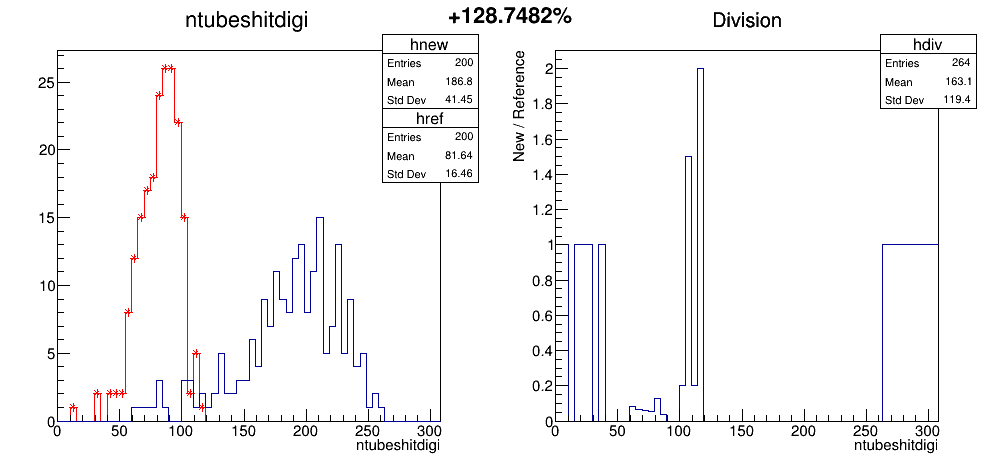 +128.7482%
ntubeshitdigi
hnew
Entries 200
Mean 186.8
Std Dev 41.45
href
Entries 200
Mean 81.64
Std Dev 16.46
25
20
15
10
5
0
0 50 100 150 200 250 300
ntubeshitdigi
Division
hdiv
Entries 264
Mean 163.1
Std Dev 119.4
New / Reference
2
1.8
1.6
1.4
1.2
1
0.8
0.6
0.4
0.2
0
0 50 100 150 200 250 300
ntubeshitdigi